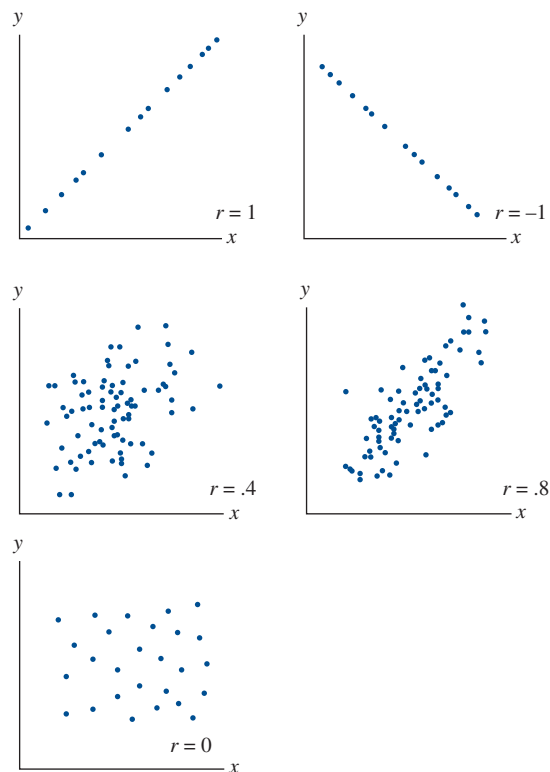 y
r = 1
x
y
r = –1
x
y
r = .4
x
y
r = .8
x
y
r = 0
x